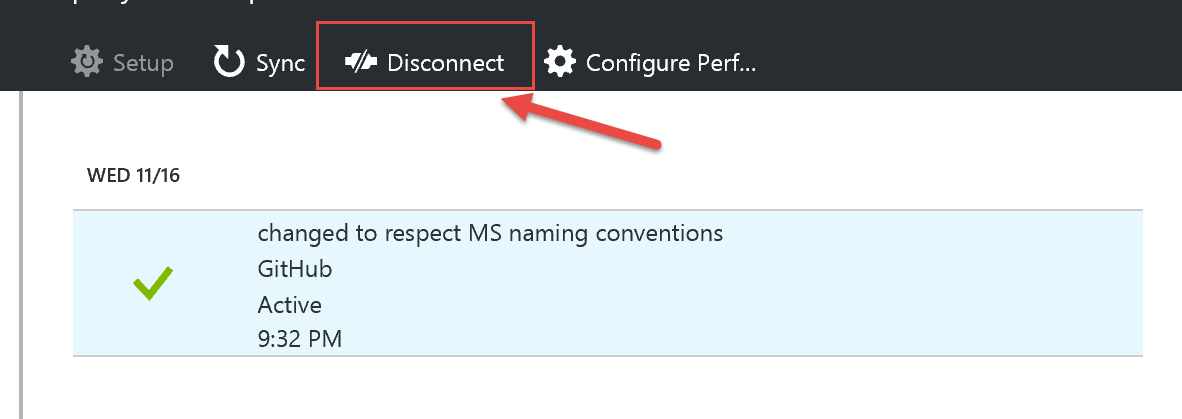 Setup Sync Disconnect Configure Perf...
WED 11/16
changed to respect MS naming conventions
GitHub
Active
9:32 PM